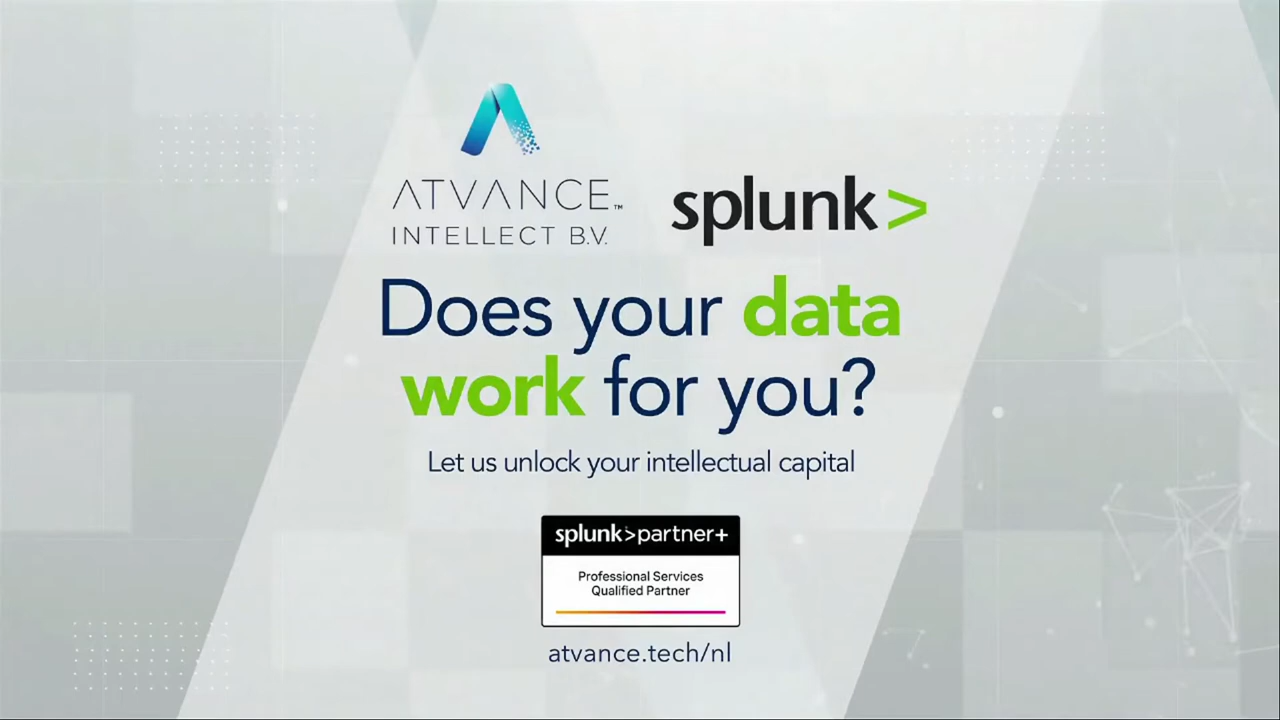 ATVANCE™
INTELLECT B.V.
splunk>
Does your data
work for you?
Let us unlock your intellectual capital
splunk>partner+
Professional Services
Qualified Partner
atvance.tech/nl